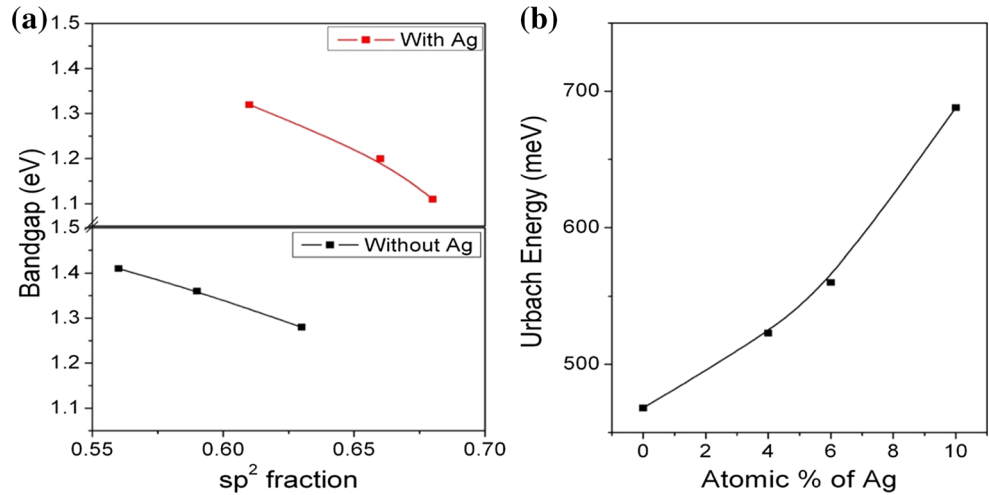 (a)
1.5
1.4
1.3
1.2
1.1
With Ag
1.5
1.4
1.3
1.2
1.1
Without Ag
Bandgap (eV)
0.55
0.60
0.65
0.70
sp² fraction
(b)
700
600
500
Urbach Energy (meV)
0
2
4
6
8
10
Atomic % of Ag